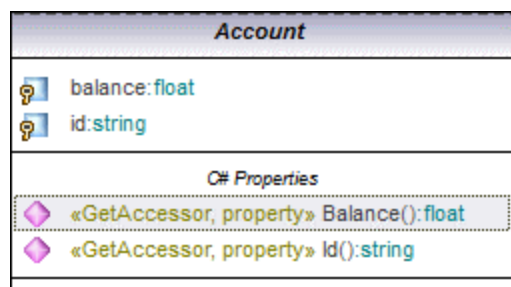 Account
balance:float
id:string
C# Properties
«GetAccessor, property» Balance():float
«GetAccessor, property» Id():string